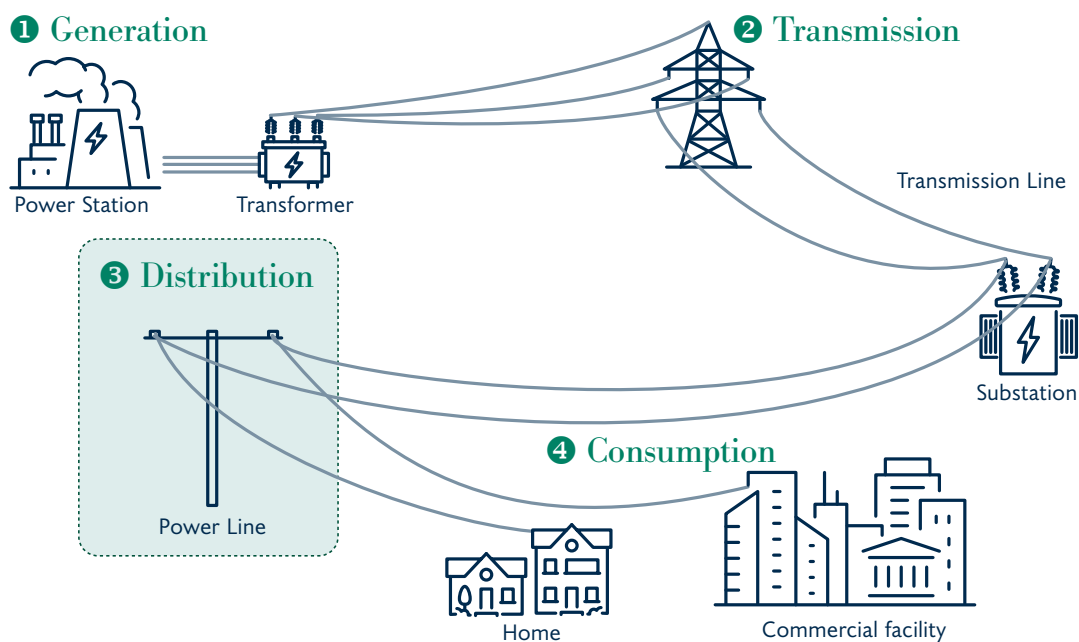 ❶ Generation
❷ Transmission
Power Station
Transformer
Transmission Line
❸ Distribution
Power Line
Substation
❹ Consumption
Home
Commercial facility